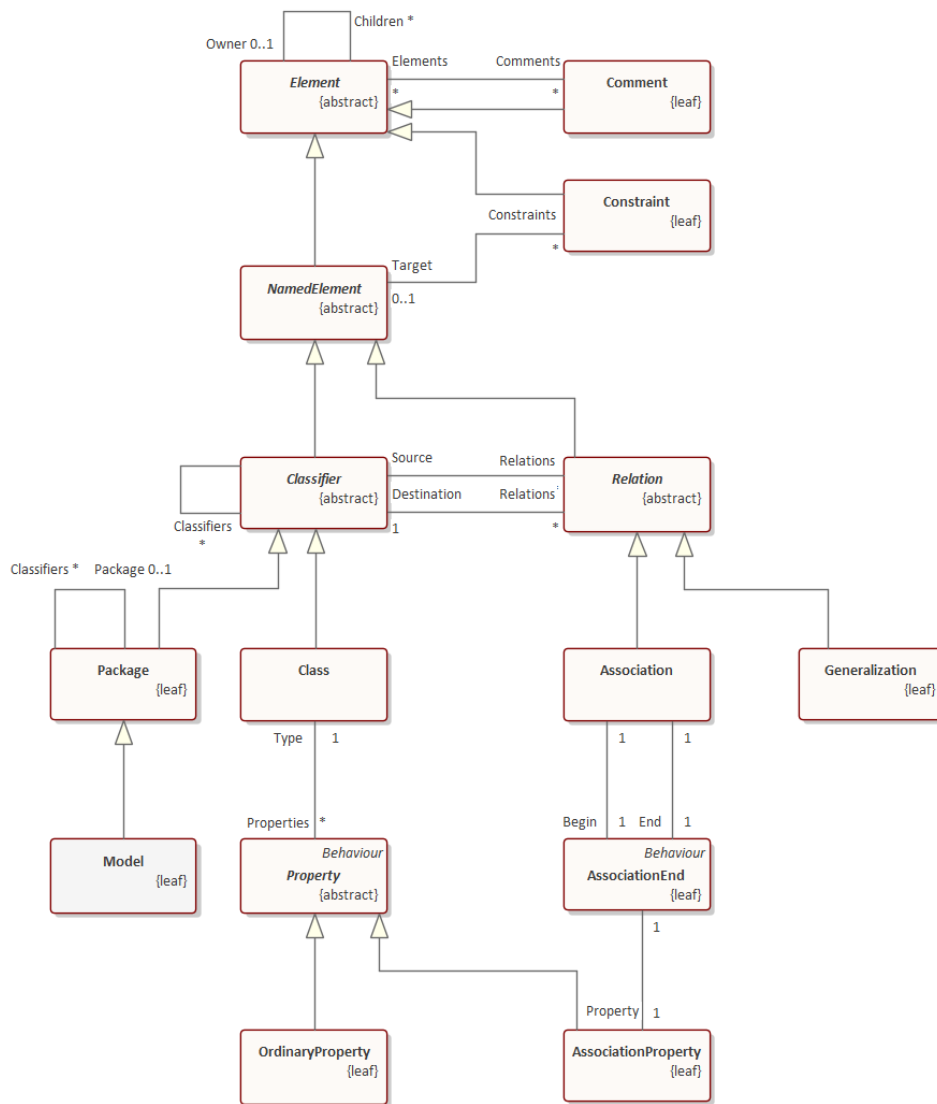 Children *
Owner 0..1
Element
{abstract}
Elements
Comments
*
*
Comment
{leaf}
Constraint
{leaf}
Constraints
*
Target
0..1
NamedElement
{abstract}
Classifier
{abstract}
Source
Relations
Destination
Relations
1
*
Relation
{abstract}
Classifiers
*
Classifiers *
Package 0..1
Package
{leaf}
Class
Association
Generalization
{leaf}
Type
1
1
1
Properties
*
Begin
1
End
1
Model
{leaf}
Behaviour
Property
{abstract}
Behaviour
AssociationEnd
{leaf}
1
Property
1
OrdinaryProperty
{leaf}
AssociationProperty
{leaf}